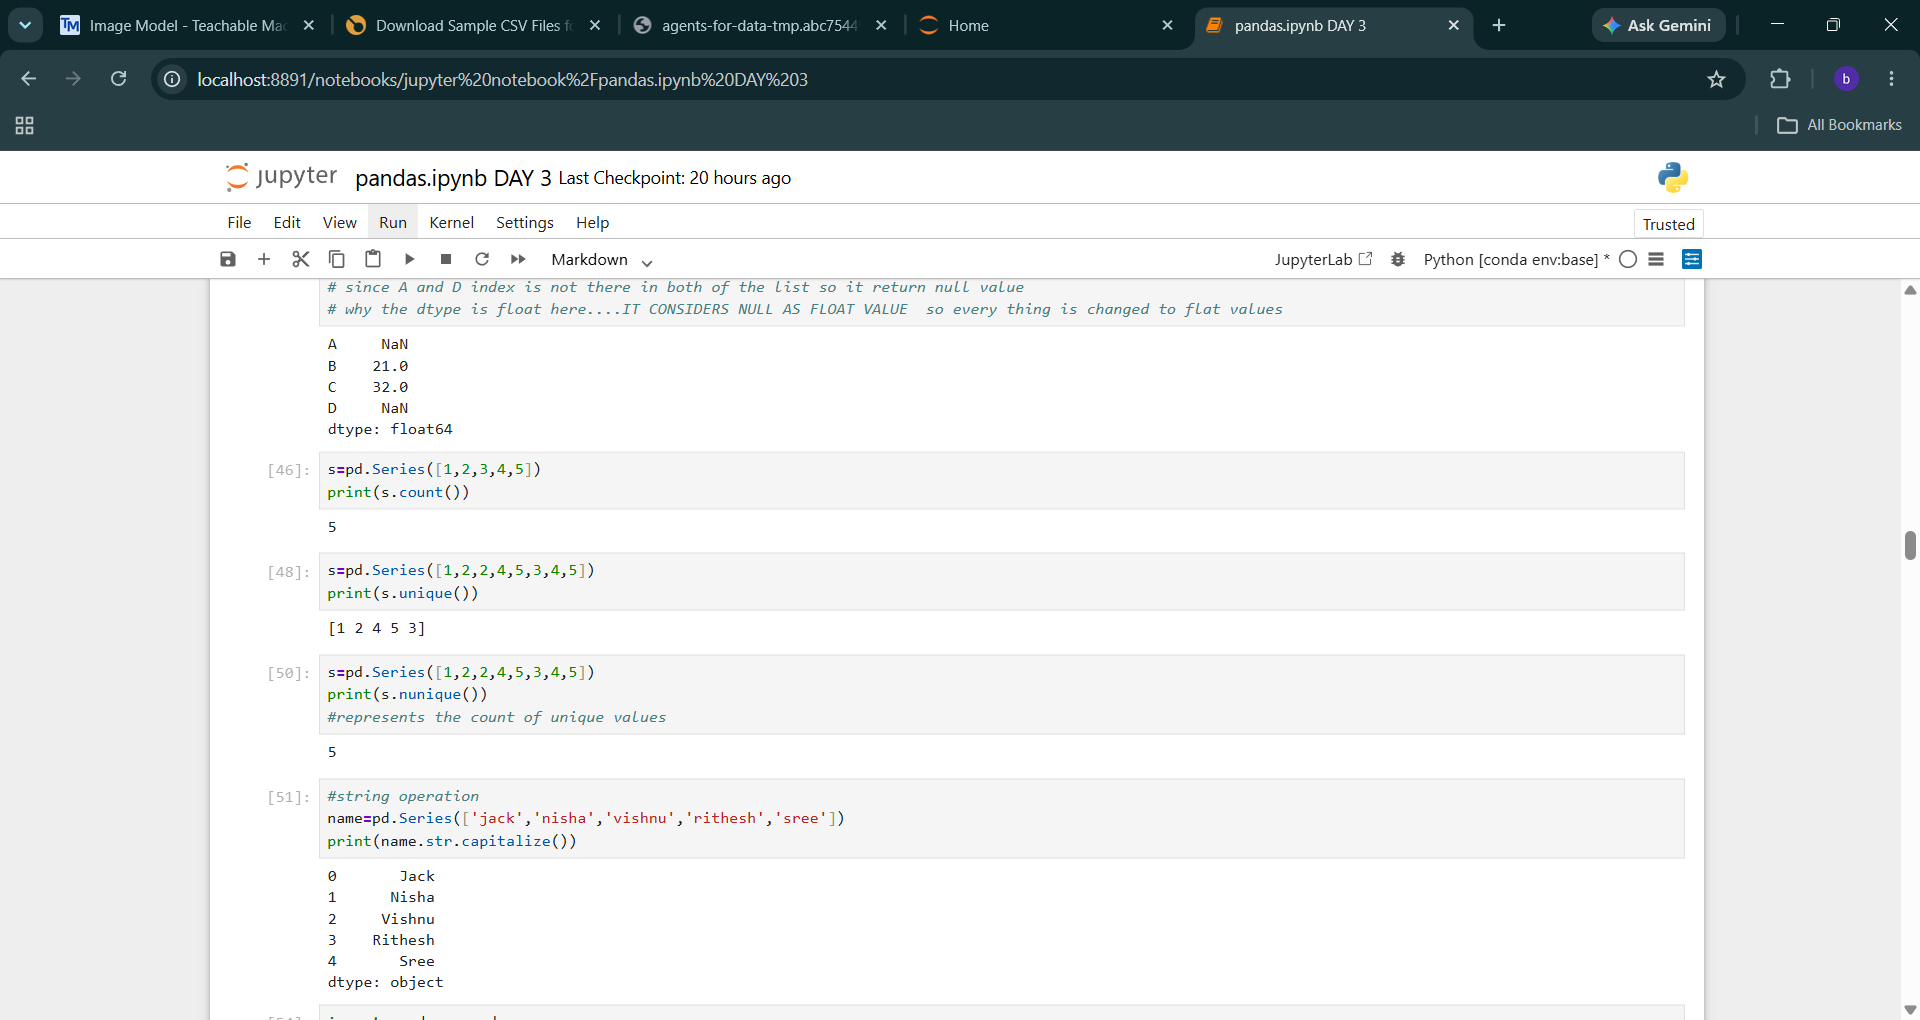 Image Model - Teachable Mac
Download Sample CSV Files fo
agents-for-data-tmp.abc7544
Home
pandas.ipynb DAY 3
Ask Gemini
localhost:8891/notebooks/jupyter%20notebook%2Fpandas.ipynb%20DAY%203
b
All Bookmarks
jupyter pandas.ipynb DAY 3 Last Checkpoint: 20 hours ago
File Edit View Run Kernel Settings Help
Trusted
Markdown
JupyterLab
Python [conda env:base] *
# since A and D index is not there in both of the list so it return null value
# why the dtype is float here....IT CONSIDERS NULL AS FLOAT VALUE  so every thing is changed to flat values
A     NaN
B    21.0
C    32.0
D     NaN
dtype: float64
[46]: s=pd.Series([1,2,3,4,5])
print(s.count())
5
[48]: s=pd.Series([1,2,2,4,5,3,4,5])
print(s.unique())
[1 2 4 5 3]
[50]: s=pd.Series([1,2,2,4,5,3,4,5])
print(s.nunique())
#represents the count of unique values
5
[51]: #string operation
name=pd.Series(['jack','nisha','vishnu','rithesh','sree'])
print(name.str.capitalize())
0       Jack
1      Nisha
2     Vishnu
3    Rithesh
4       Sree
dtype: object